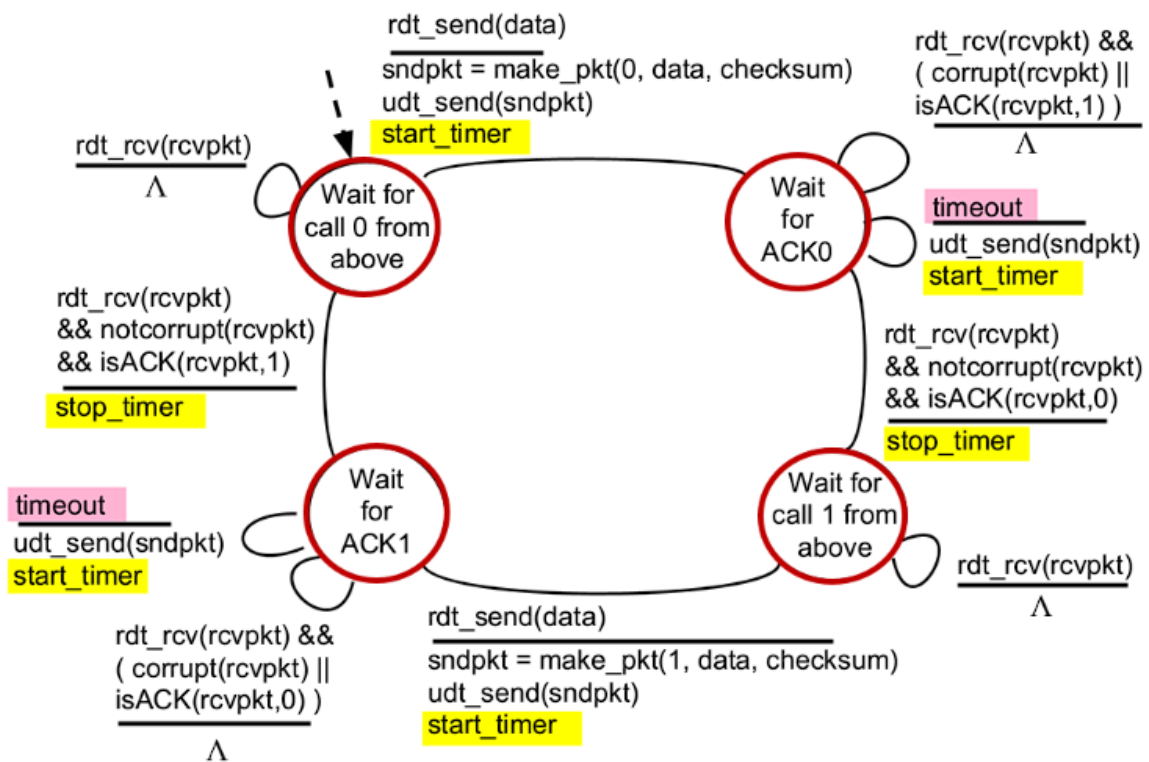 rdt_send(data)
sndpkt = make_pkt(0, data, checksum)
udt_send(sndpkt)
start_timer
rdt_rcv(rcvpkt) &&
( corrupt(rcvpkt) ||
isACK(rcvpkt,1) )
Λ
rdt_rcv(rcvpkt)
Λ
Wait for
call 0 from
above
Wait
for
ACK0
timeout
udt_send(sndpkt)
start_timer
rdt_rcv(rcvpkt)
&& notcorrupt(rcvpkt)
&& isACK(rcvpkt,1)
stop_timer
rdt_rcv(rcvpkt)
&& notcorrupt(rcvpkt)
&& isACK(rcvpkt,0)
stop_timer
Wait
for
ACK1
Wait for
call 1 from
above
timeout
udt_send(sndpkt)
start_timer
rdt_rcv(rcvpkt)
Λ
rdt_rcv(rcvpkt) &&
( corrupt(rcvpkt) ||
isACK(rcvpkt,0) )
Λ
rdt_send(data)
sndpkt = make_pkt(1, data, checksum)
udt_send(sndpkt)
start_timer